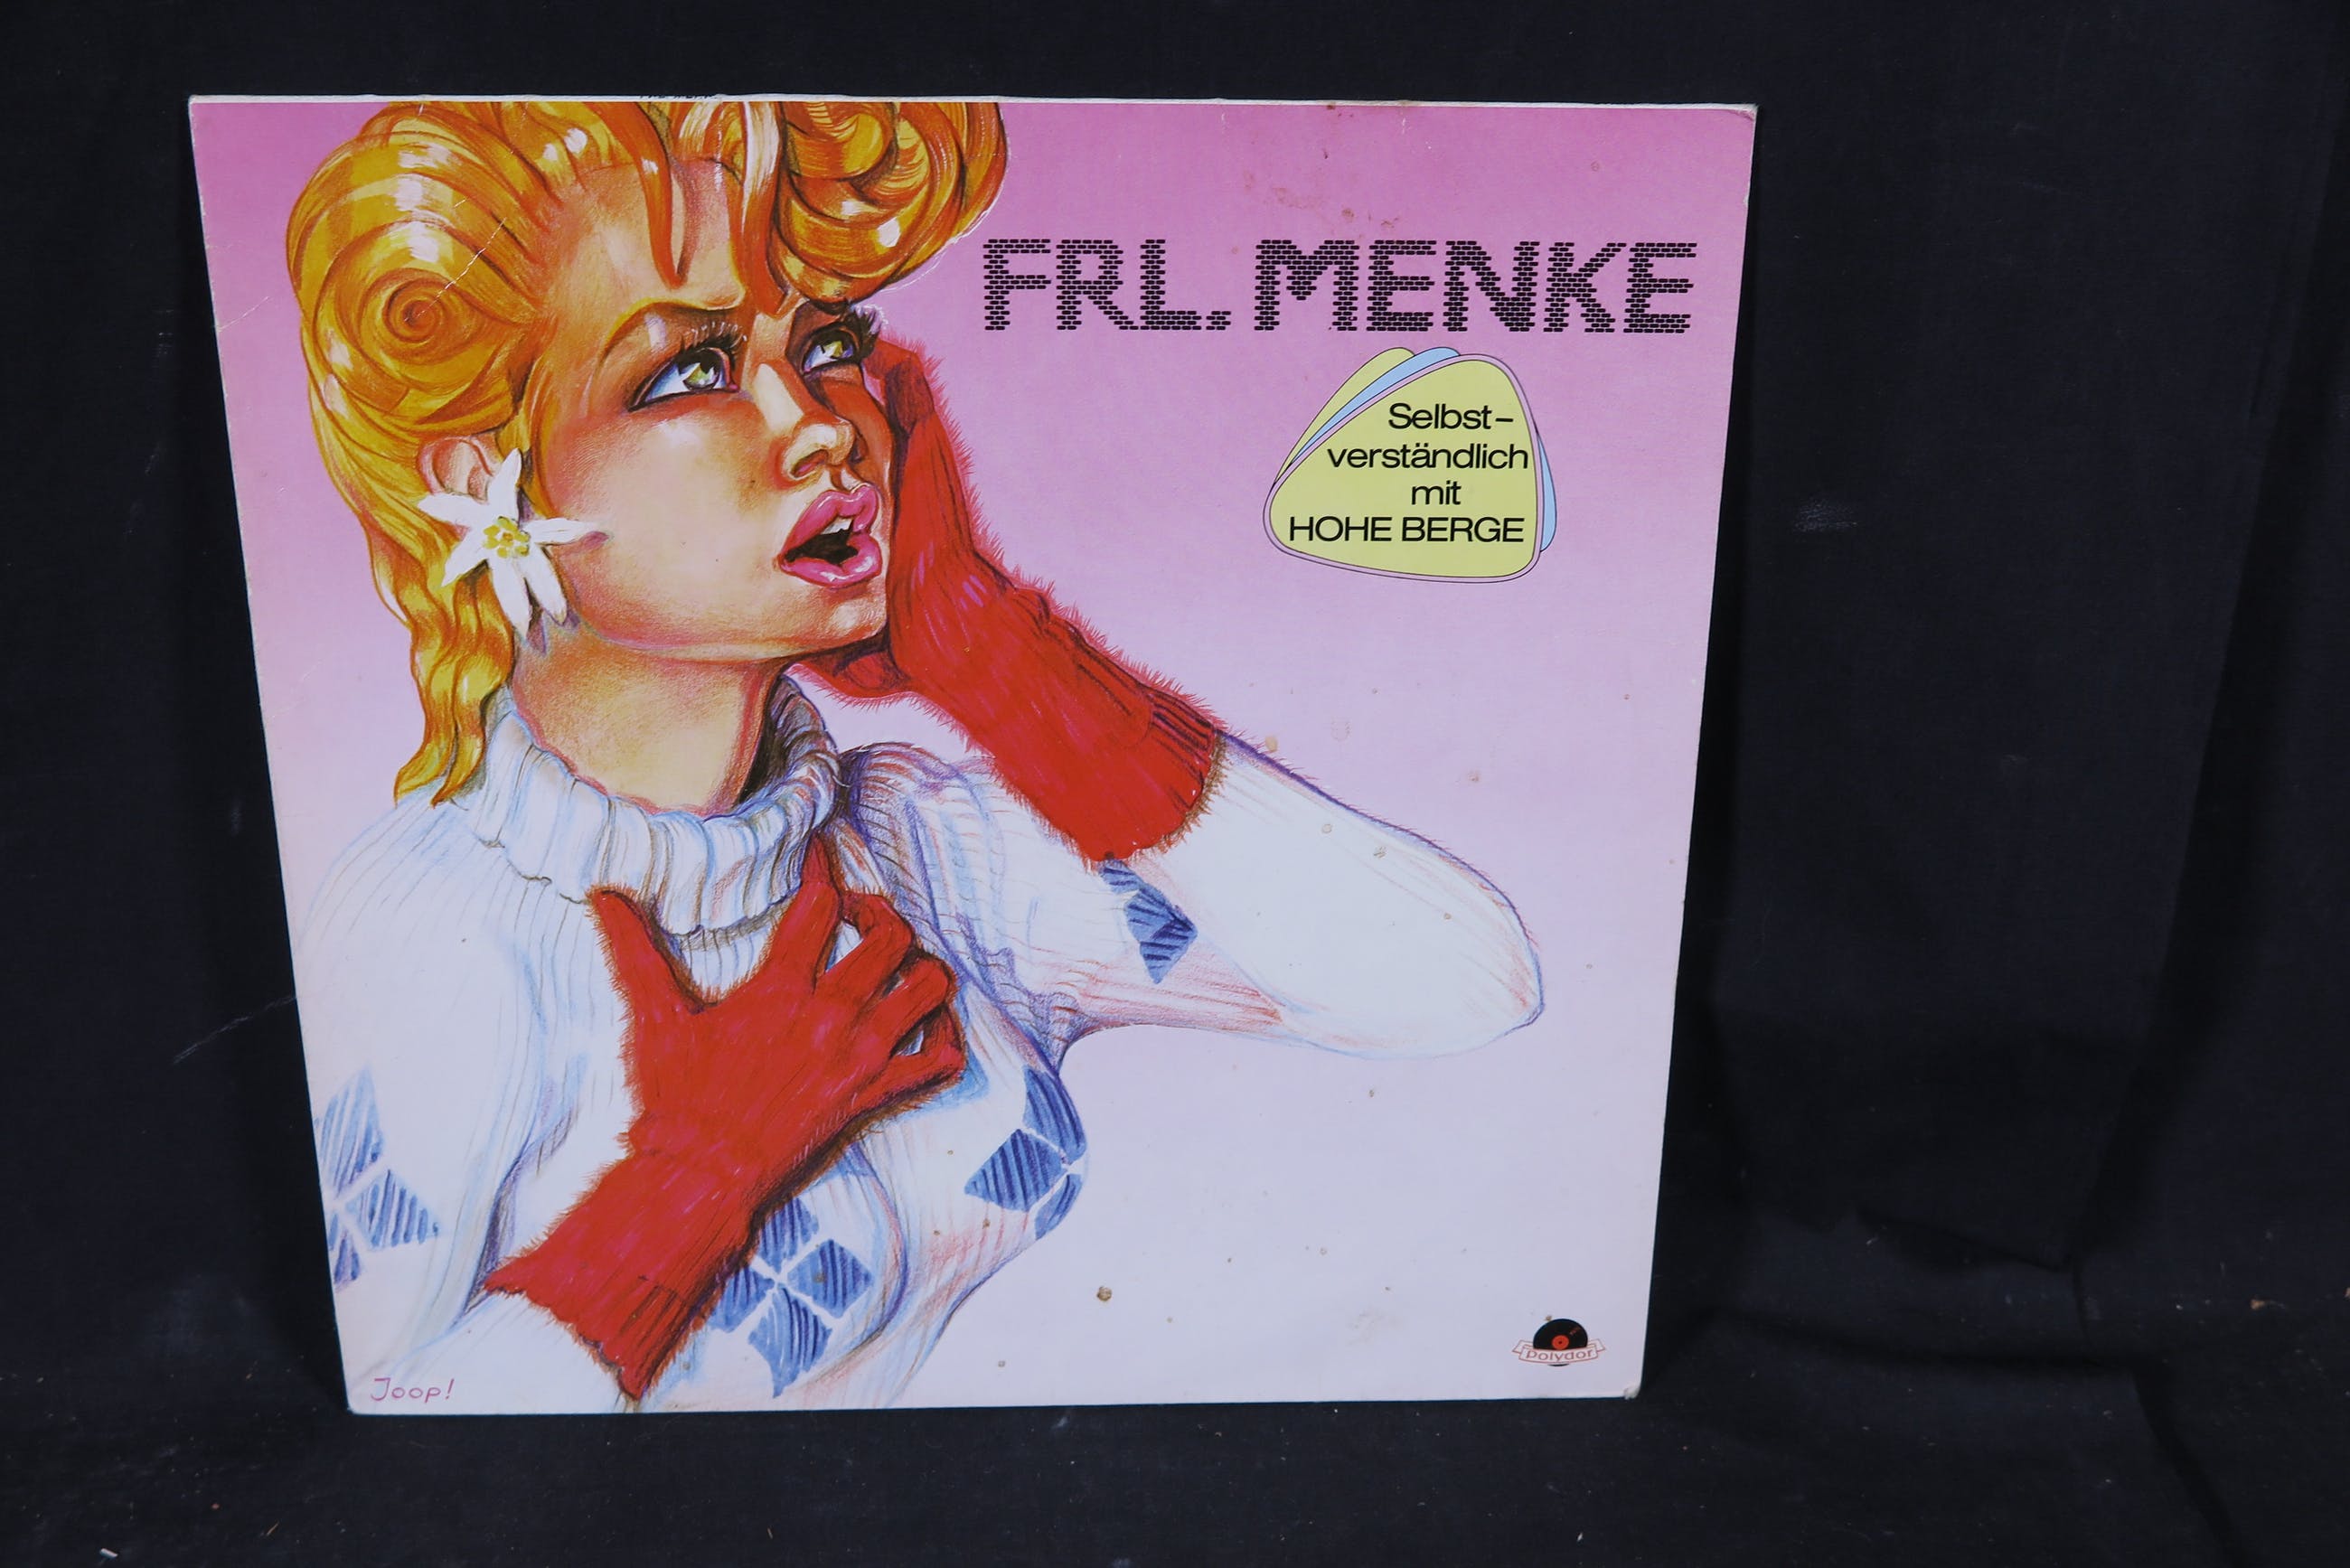 FRL. MENKE
Selbst-
verständlich
mit
HOHE BERGE
polydor
Joop!